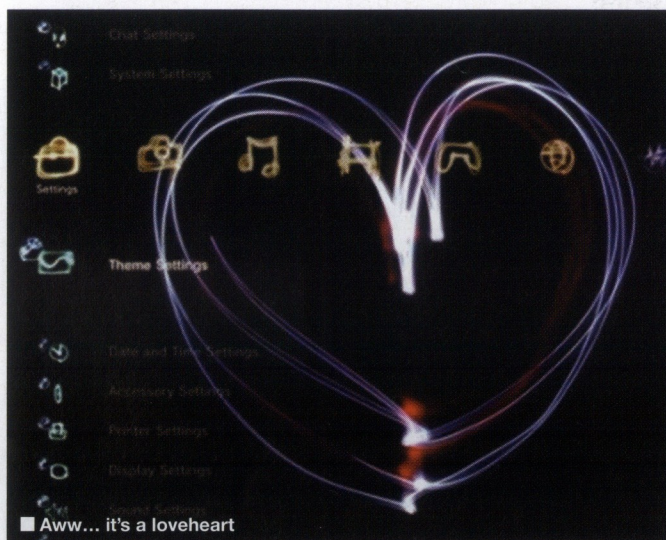 Chat Settings
System Settings
Settings
Theme Settings
Date and Time Settings
Accessory Settings
Printer Settings
Display Settings
Sound Settings
■ Aww... it's a loveheart